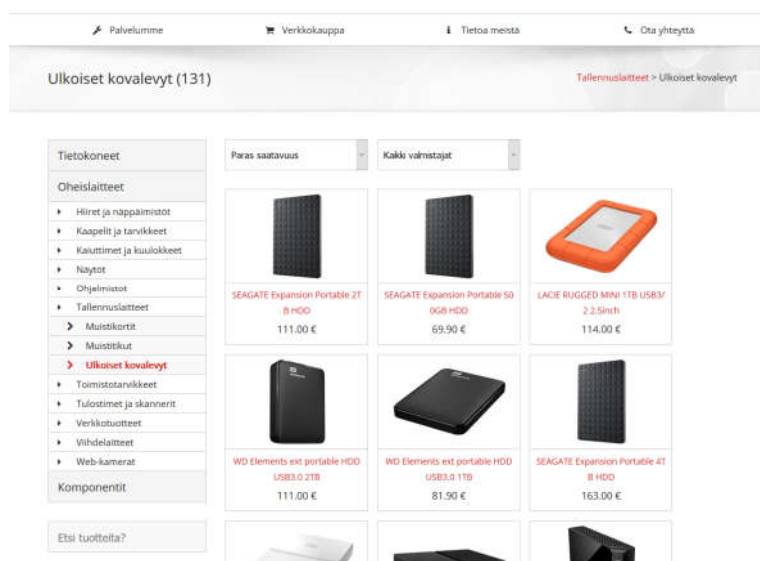 Palvelumme
Verkkokauppa
Tietoa meistä
Ota yhteyttä
Ulkoiset kovalevyt (131)
Tallennuslaitteet > Ulkoiset kovalevyt
Tietokoneet
Oheislaitteet
Hiiret ja näppäimistöt
Kaapelit ja tarvikkeet
Kaiuttimet ja kuulokkeet
Näytöt
Ohjelmistot
Tallennuslaitteet
Muistikortit
Muistitikut
Ulkoiset kovalevyt
Toimistotarvikkeet
Tulostimet ja skannerit
Verkkotuotteet
Viihdelaitteet
Web-kamerat
Komponentit
Etsi tuotteita?
Paras saatavuus
Kaikki valmistajat
SEAGATE Expansion Portable 2T
B HDD
111.00 €
SEAGATE Expansion Portable 50
0GB HDD
69.90 €
LACIE RUGGED MINI 1TB USB3/
2 2.5inch
114.00 €
WD Elements ext portable HDD
USB3.0 2TB
111.00 €
WD Elements ext portable HDD
USB3.0 1TB
81.90 €
SEAGATE Expansion Portable 4T
B HDD
163.00 €